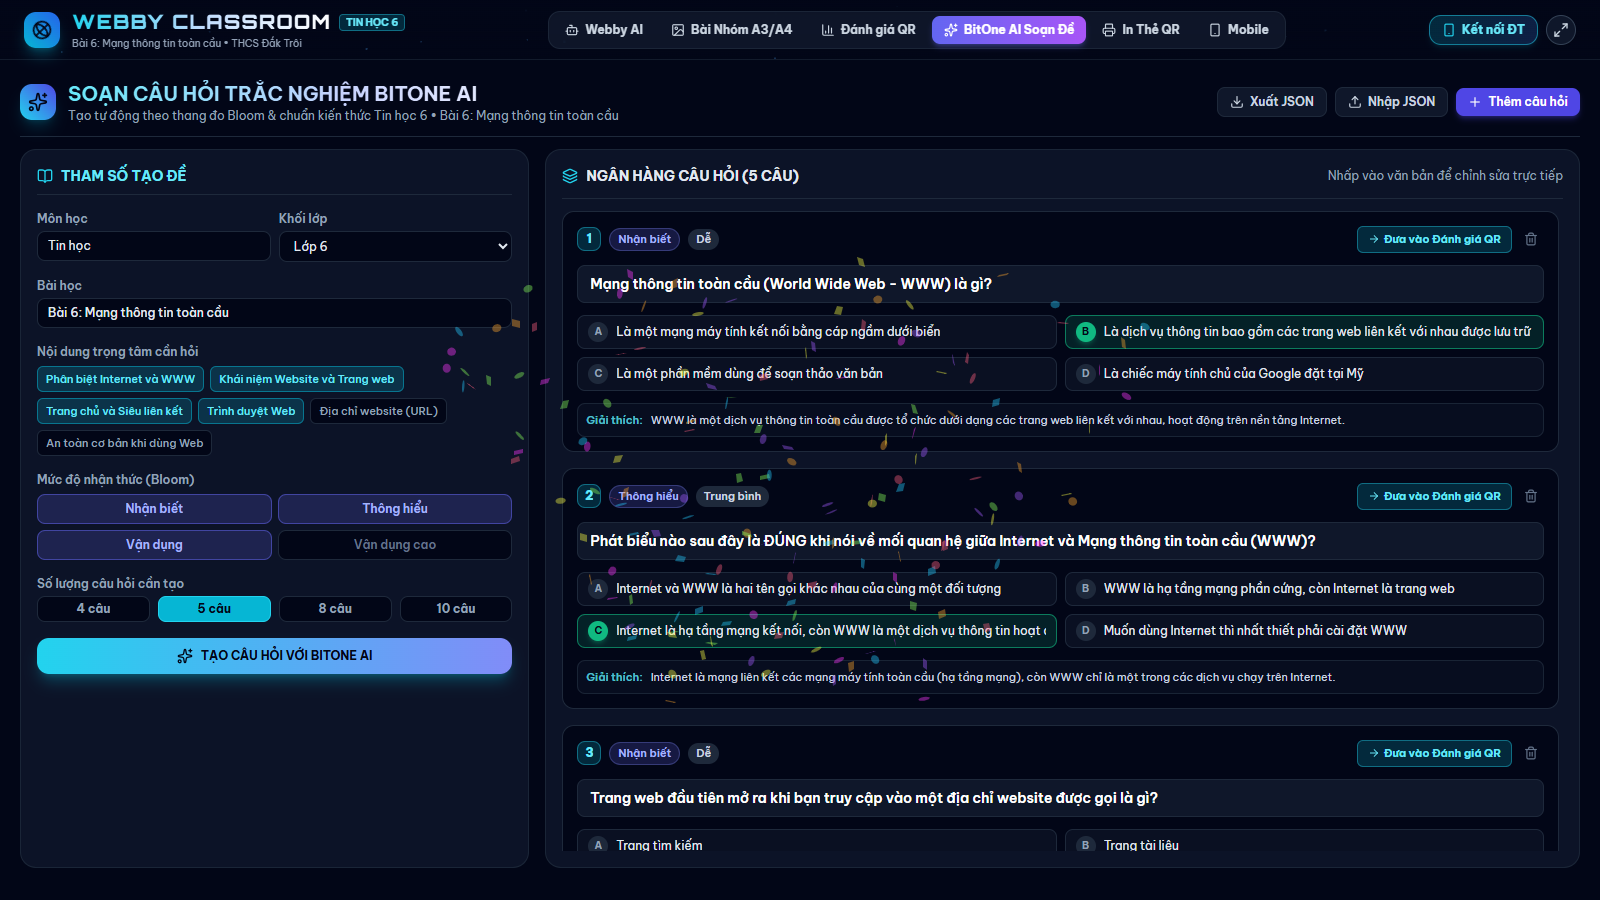 WEBBY CLASSROOM TIN HỌC 6
Bài 6: Mạng thông tin toàn cầu • THCS Đắk Trôi
Webby AI
Bài Nhóm A3/A4
Đánh giá QR
BitOne AI Soạn Đề
In Thẻ QR
Mobile
Kết nối ĐT
SOẠN CÂU HỎI TRẮC NGHIỆM BITONE AI
Tạo tự động theo thang đo Bloom & chuẩn kiến thức Tin học 6 • Bài 6: Mạng thông tin toàn cầu
Xuất JSON
Nhập JSON
Thêm câu hỏi
THAM SỐ TẠO ĐỀ
Môn học
Khối lớp
Tin học
Lớp 6
Bài học
Bài 6: Mạng thông tin toàn cầu
Nội dung trọng tâm cần hỏi
Phân biệt Internet và WWW
Khái niệm Website và Trang web
Trang chủ và Siêu liên kết
Trình duyệt Web
Địa chỉ website (URL)
An toàn cơ bản khi dùng Web
Mức độ nhận thức (Bloom)
Nhận biết
Thông hiểu
Vận dụng
Vận dụng cao
Số lượng câu hỏi cần tạo
4 câu
5 câu
8 câu
10 câu
TẠO CÂU HỎI VỚI BITONE AI
NGÂN HÀNG CÂU HỎI (5 CÂU)
Nhấp vào văn bản để chỉnh sửa trực tiếp
1 Nhận biết Dễ
Đưa vào Đánh giá QR
Mạng thông tin toàn cầu (World Wide Web - WWW) là gì?
A Là một mạng máy tính kết nối bằng cáp ngầm dưới biển
B Là dịch vụ thông tin bao gồm các trang web liên kết với nhau được lưu trữ
C Là một phần mềm dùng để soạn thảo văn bản
D Là chiếc máy tính chủ của Google đặt tại Mỹ
Giải thích: WWW là một dịch vụ thông tin toàn cầu được tổ chức dưới dạng các trang web liên kết với nhau, hoạt động trên nền tảng Internet.
2 Thông hiểu Trung bình
Đưa vào Đánh giá QR
Phát biểu nào sau đây là ĐÚNG khi nói về mối quan hệ giữa Internet và Mạng thông tin toàn cầu (WWW)?
A Internet và WWW là hai tên gọi khác nhau của cùng một đối tượng
B WWW là hạ tầng mạng phần cứng, còn Internet là trang web
C Internet là hạ tầng mạng kết nối, còn WWW là một dịch vụ thông tin hoạt
D Muốn dùng Internet thì nhất thiết phải cài đặt WWW
Giải thích: Internet là mạng liên kết các mạng máy tính toàn cầu (hạ tầng mạng), còn WWW chỉ là một trong các dịch vụ chạy trên Internet.
3 Nhận biết Dễ
Đưa vào Đánh giá QR
Trang web đầu tiên mở ra khi bạn truy cập vào một địa chỉ website được gọi là gì?
A Trang tìm kiếm
B Trang tài liệu